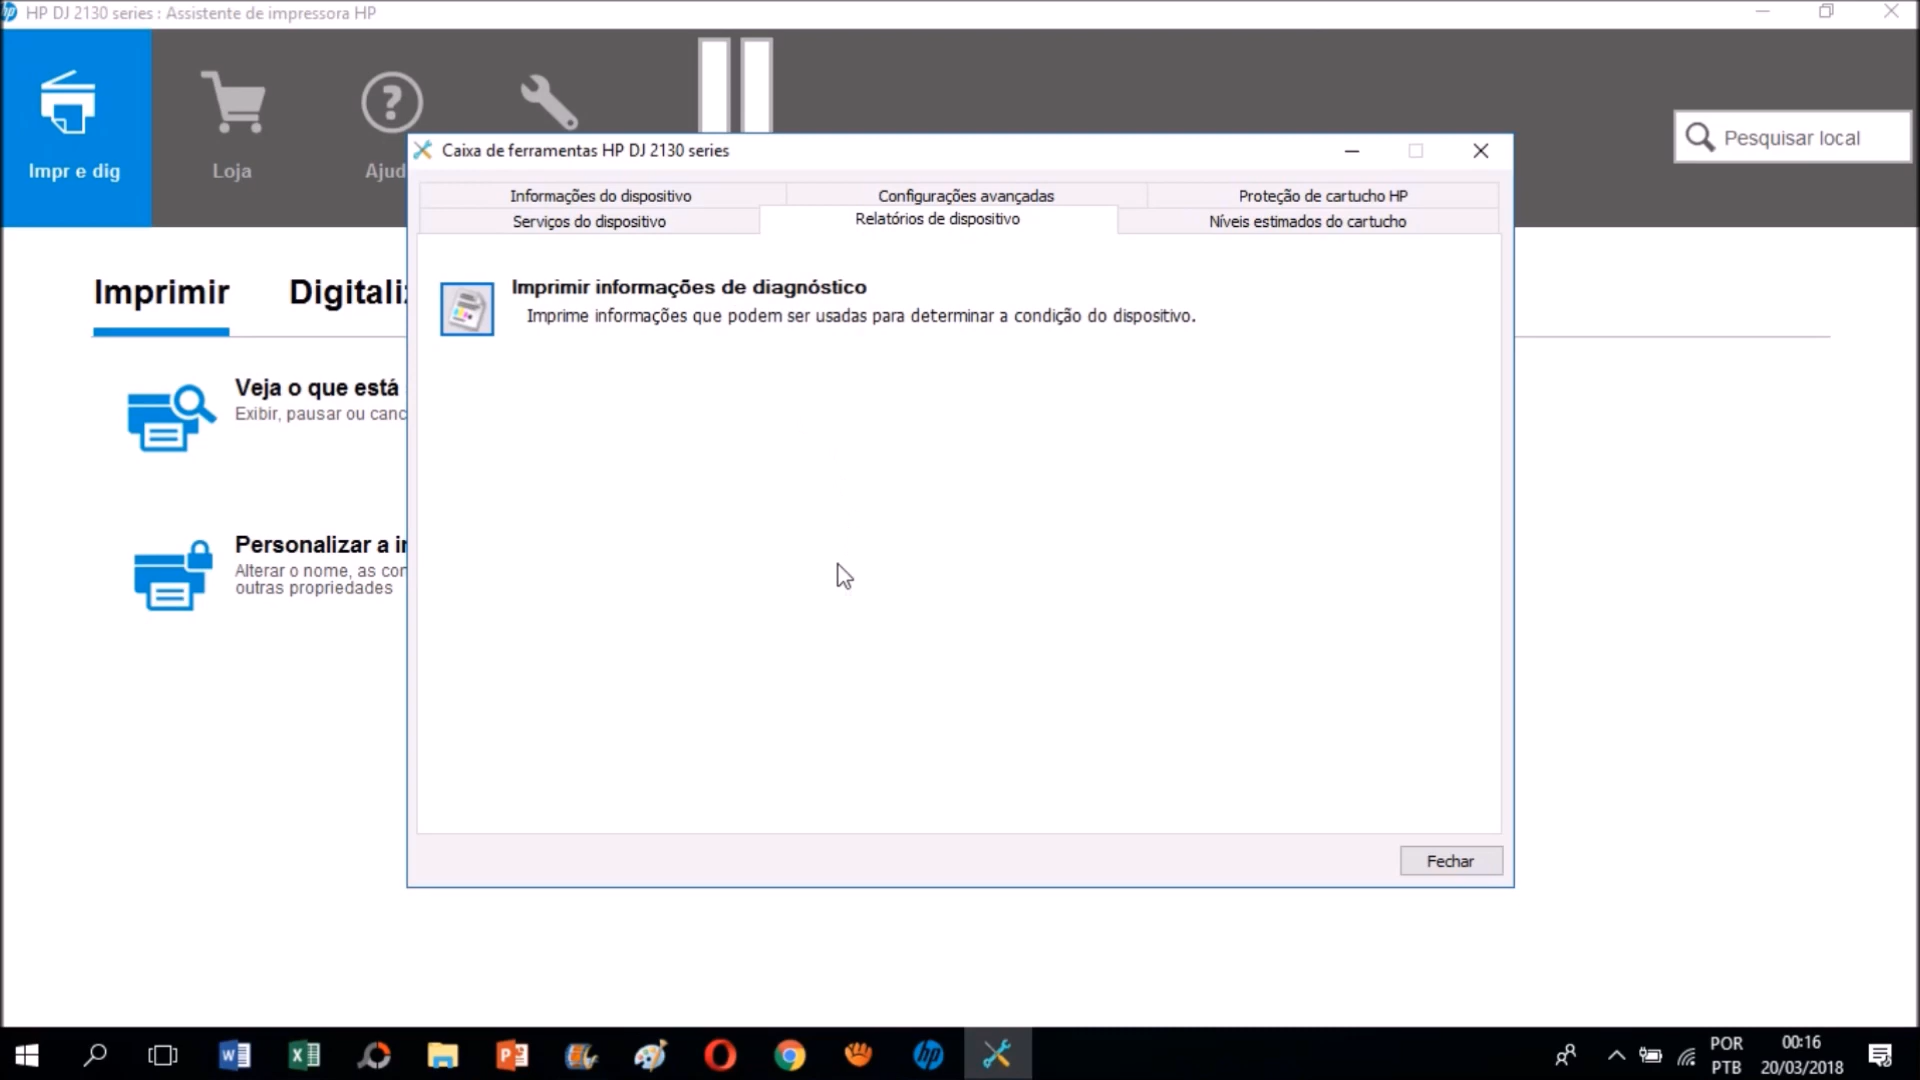 HP DJ 2130 series : Assistente de impressora HP
Impr e dig
Loja
Ajud
Pesquisar local
Caixa de ferramentas HP DJ 2130 series
Informações do dispositivo
Configurações avançadas
Proteção de cartucho HP
Serviços do dispositivo
Relatórios de dispositivo
Níveis estimados do cartucho
Imprimir informações de diagnóstico
Imprime informações que podem ser usadas para determinar a condição do dispositivo.
Imprimir
Digitali
Veja o que está
Exibir, pausar ou canc
Personalizar a i
Alterar o nome, as con
outras propriedades
Fechar
POR
PTB
00:16
20/03/2018